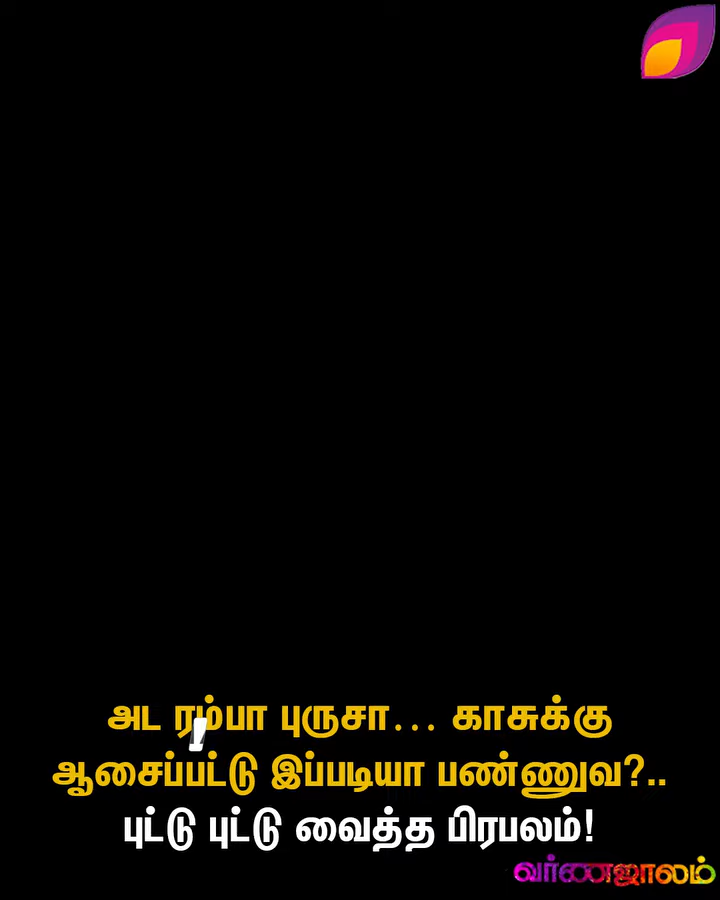 அட ரம்பா புருசா... காசுக்கு
ஆசைப்பட்டு இப்படியா பண்ணுவ?..
புட்டு புட்டு வைத்த பிரபலம்!
வர்ணஜாலம்